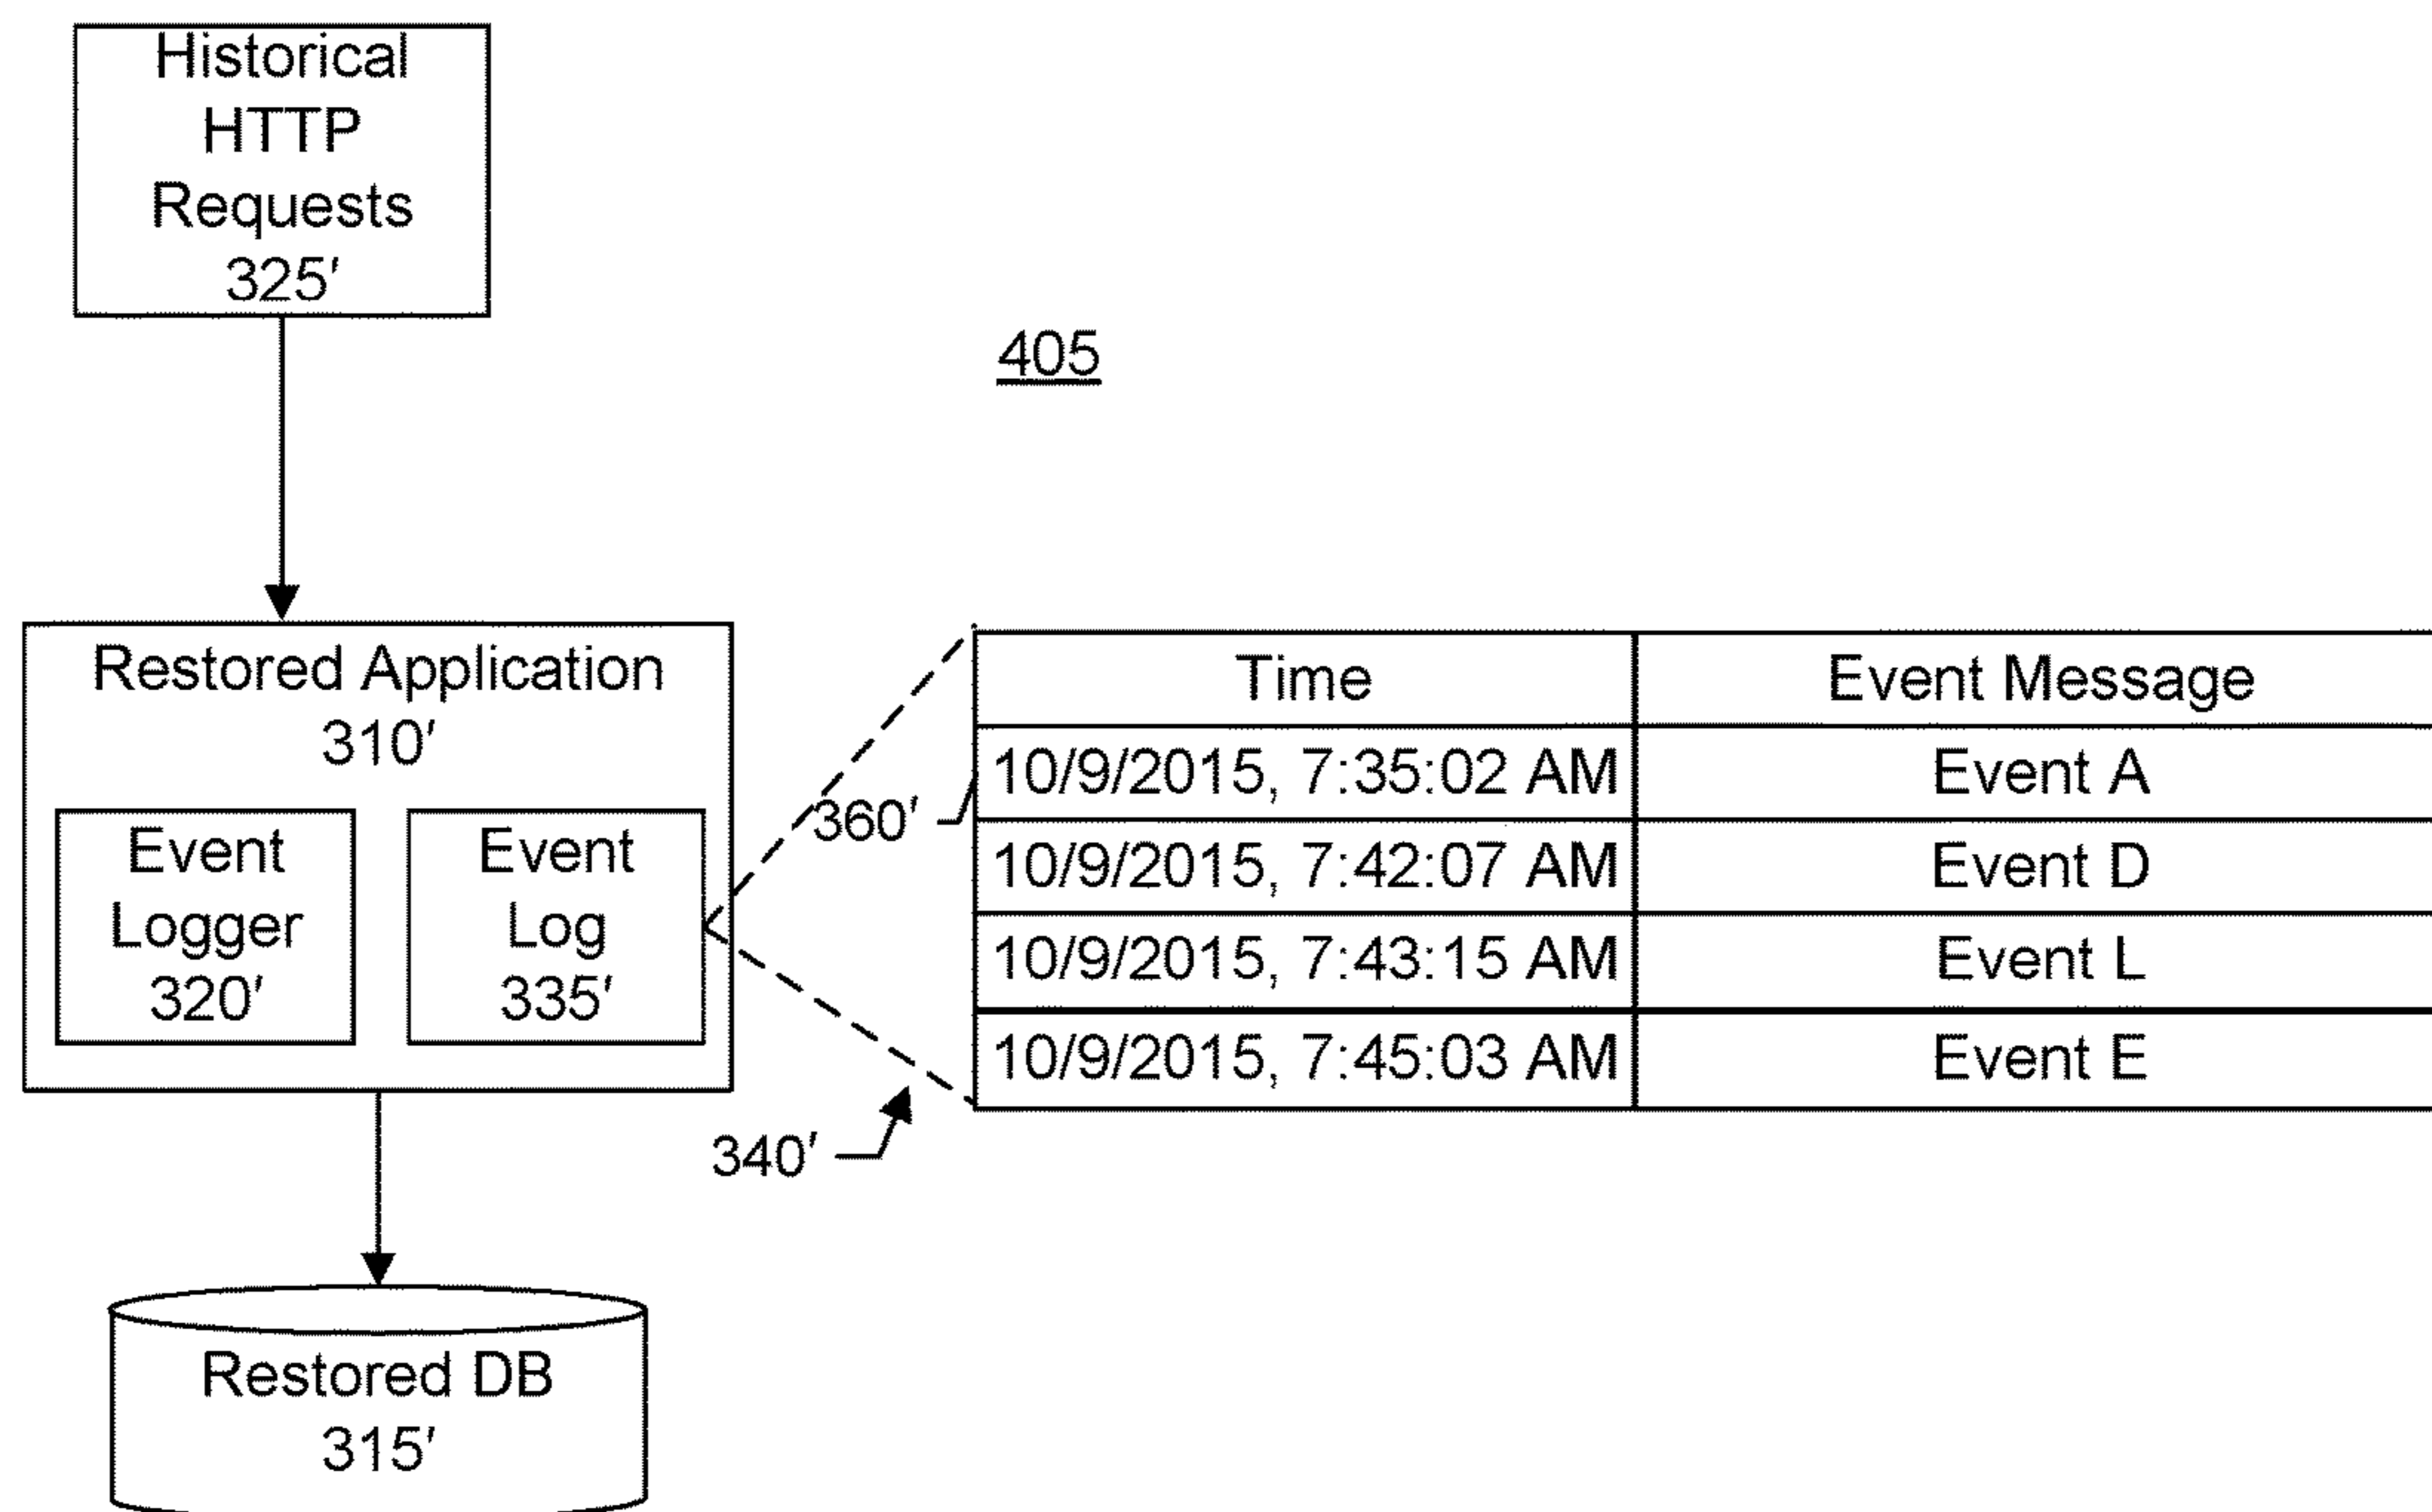 Historical
HTTP
Requests
325′
405
Restored Application
310′
Event
Logger
320′
Event
Log
335′
360′
340′
Time Event Message
10/9/2015, 7:35:02 AM Event A
10/9/2015, 7:42:07 AM Event D
10/9/2015, 7:43:15 AM Event L
10/9/2015, 7:45:03 AM Event E
Restored DB
315′